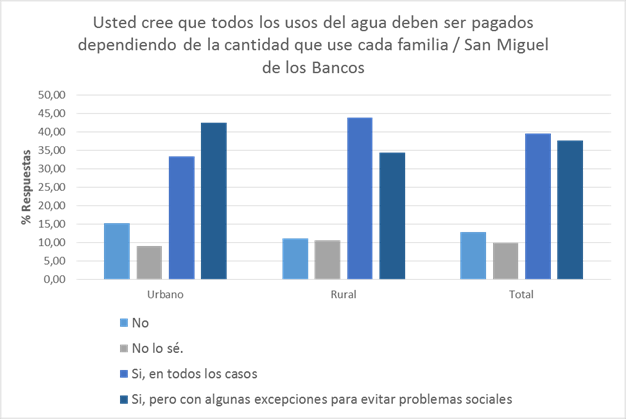 Usted cree que todos los usos del agua deben ser pagados
dependiendo de la cantidad que use cada familia / San Miguel
de los Bancos
50,00
45,00
40,00
35,00
30,00
25,00
20,00
15,00
10,00
5,00
0,00
% Respuestas
Urbano
Rural
Total
No
No lo sé.
Si, en todos los casos
Si, pero con algunas excepciones para evitar problemas sociales